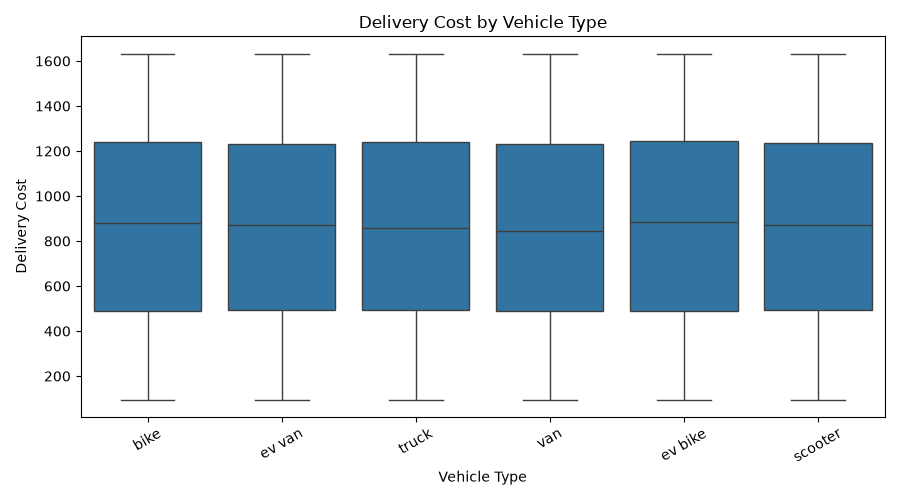 Delivery Cost by Vehicle Type
Delivery Cost
1600
1400
1200
1000
800
600
400
200
bike
ev van
truck
van
ev bike
scooter
Vehicle Type